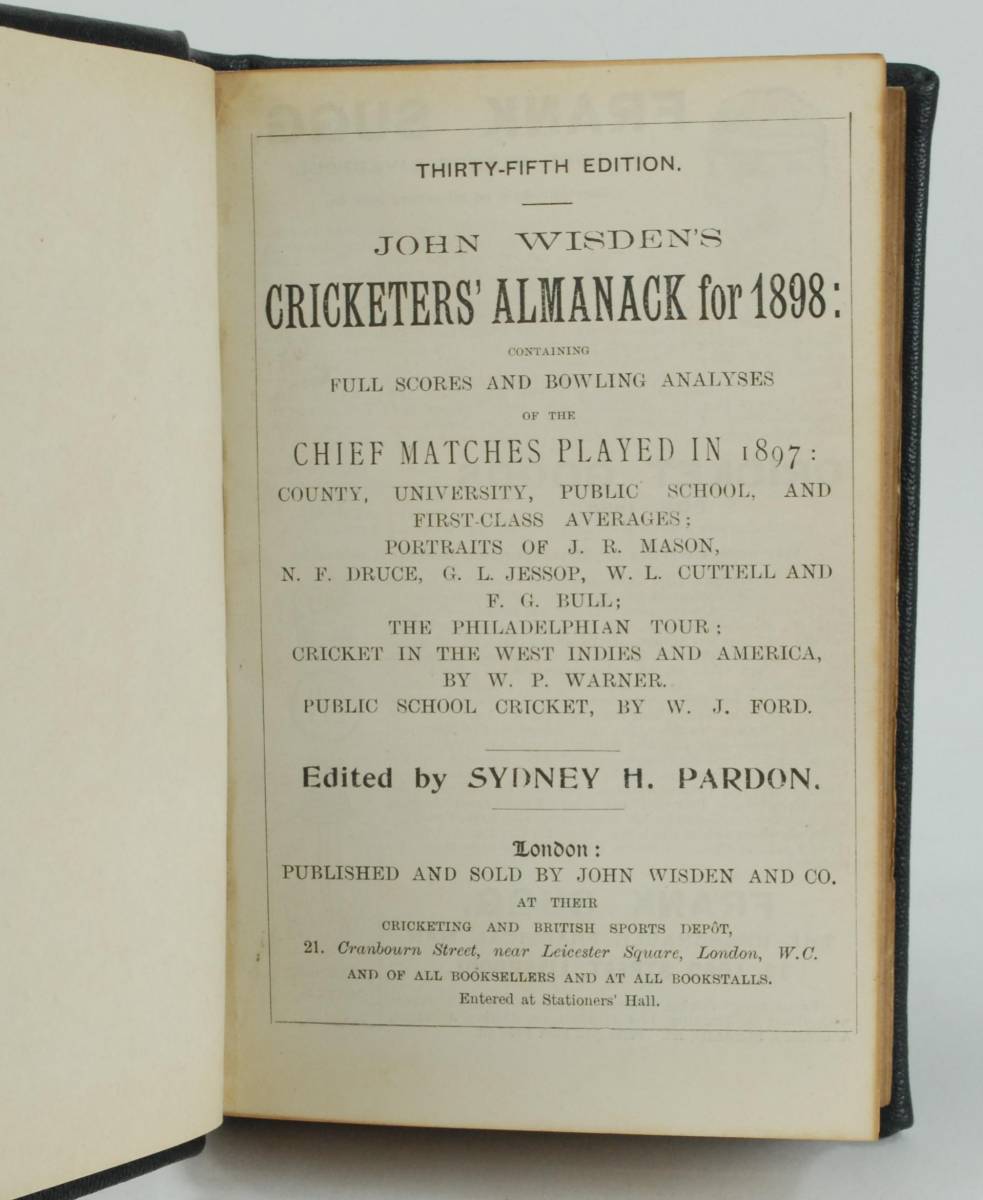 THIRTY-FIFTH EDITION.
JOHN WISDEN'S
CRICKETERS' ALMANACK for 1898:
CONTAINING
FULL SCORES AND BOWLING ANALYSES
OF THE
CHIEF MATCHES PLAYED IN 1897:
COUNTY, UNIVERSITY, PUBLIC SCHOOL, AND
FIRST-CLASS AVERAGES;
PORTRAITS OF J. R. MASON,
N. F. DRUCE, G. L. JESSOP, W. L. CUTTELL AND
F. G. BULL;
THE PHILADELPHIAN TOUR;
CRICKET IN THE WEST INDIES AND AMERICA,
BY W. P. WARNER.
PUBLIC SCHOOL CRICKET, BY W. J. FORD.
Edited by SYDNEY H. PARDON.
London:
PUBLISHED AND SOLD BY JOHN WISDEN AND CO.
AT THEIR
CRICKETING AND BRITISH SPORTS DEPÔT,
21. Cranbourn Street, near Leicester Square, London, W.C.
AND OF ALL BOOKSELLERS AND AT ALL BOOKSTALLS.
Entered at Stationers' Hall.